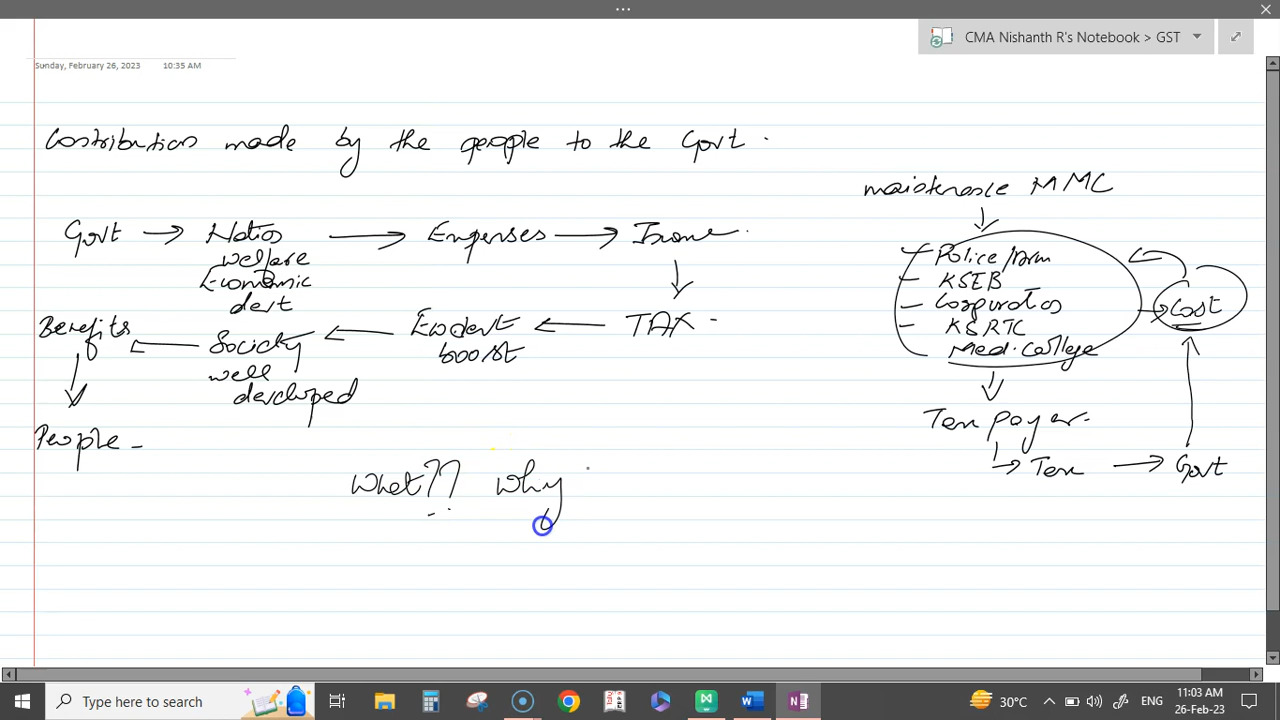 ...
CMA Nishanth R's Notebook > GST
Sunday, February 26, 2023 10:35 AM
Contribution made by the people to the Govt.
Govt → Nation → Expenses → Income.
welfare
Economic
devt
Benefits ← Society ← Ecodevt ← TAX
well boost
developed
People
maintenance MMC
Police/Arm
KSEB
Corporation
KSRTC
Med. College
Cost
Tax payer.
→ Tax → Govt
What?? why
Type here to search
30°C
ENG
11:03 AM
26-Feb-23